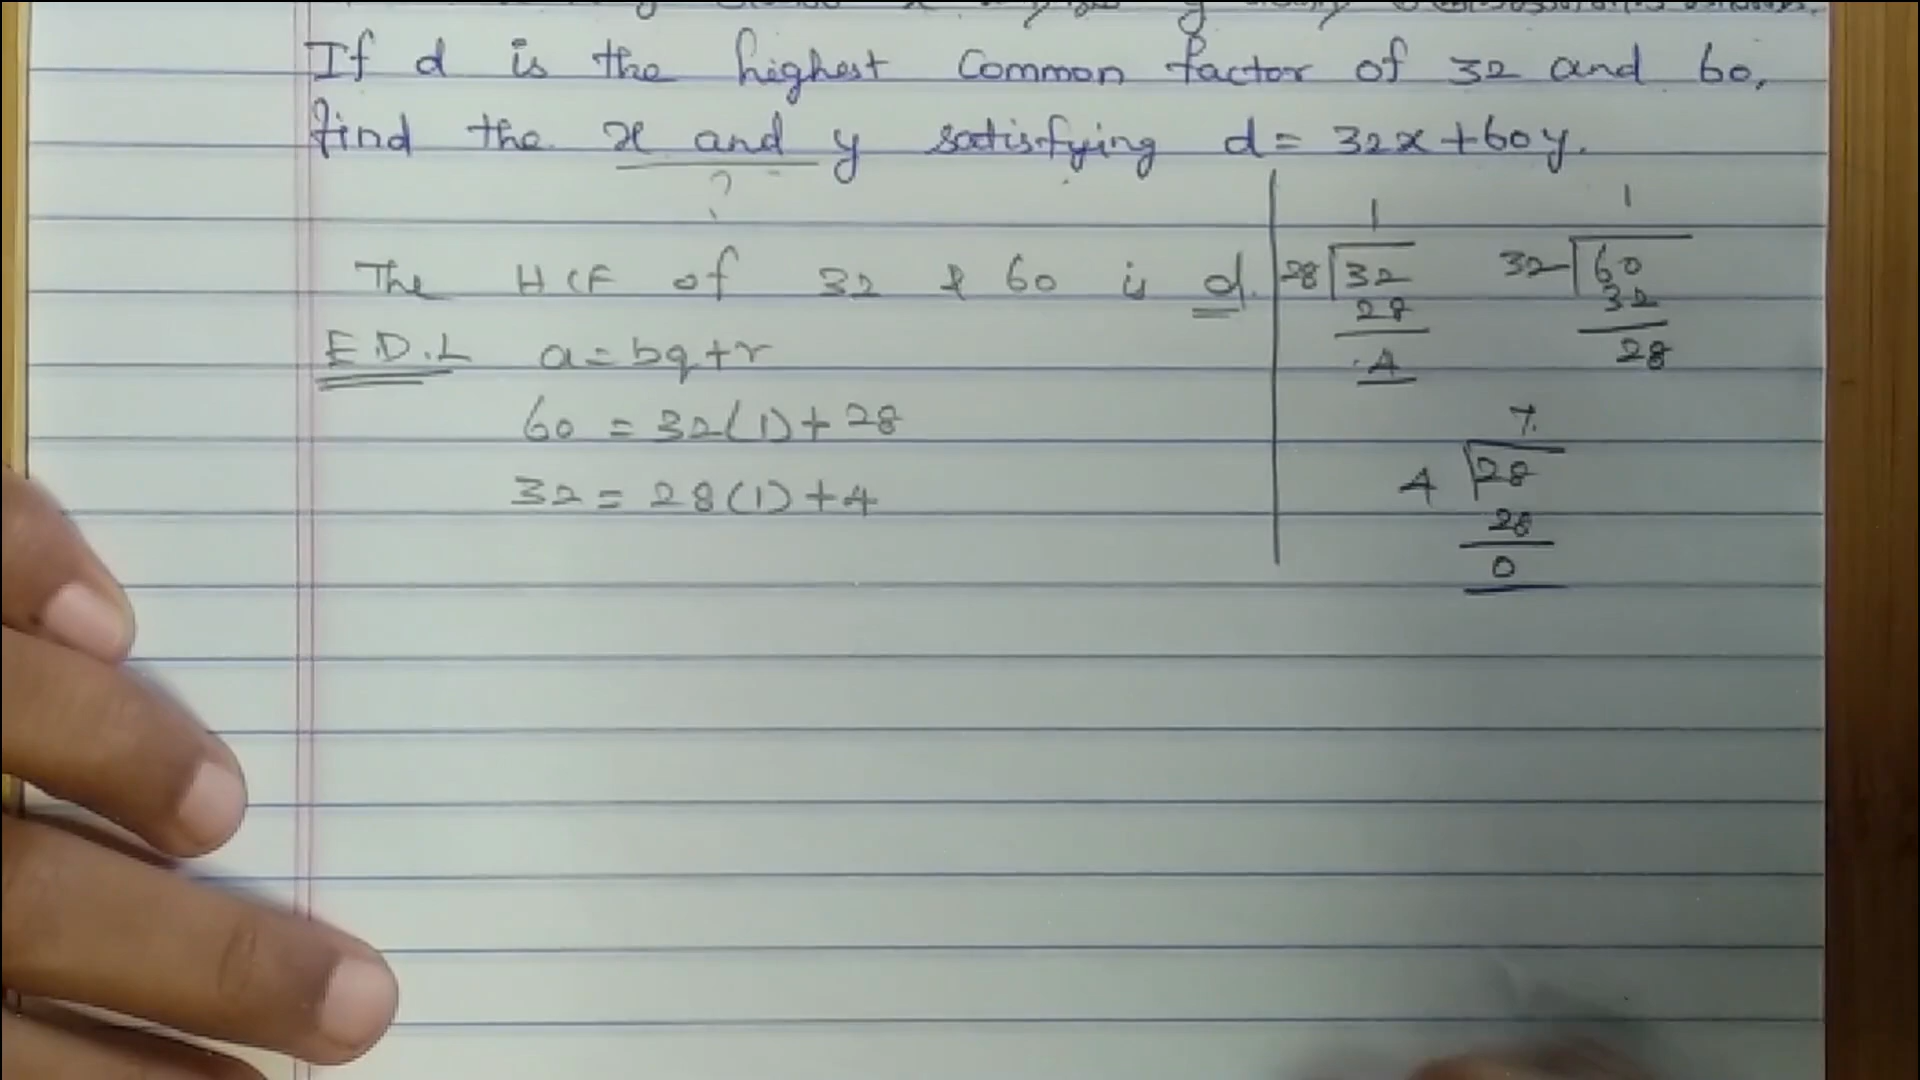 If d is the highest Common factor of 32 and 60,
find the x and y satisfying d = 32x + 60y.
?
The HCF of 32 & 60 is d.
E.D.L a = bq + r
60 = 32(1) + 28
32 = 28(1) + 4
1
28 32
28
4
1
32 60
32
28
7
4 28
28
0